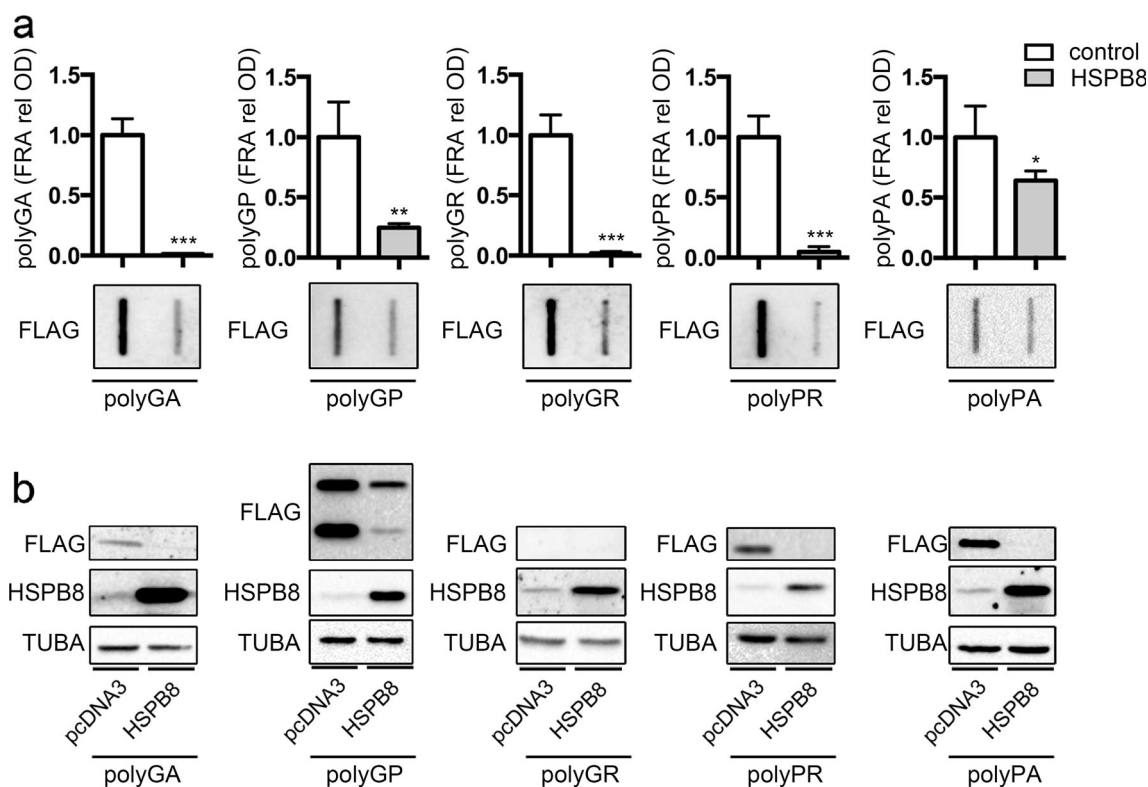 a
control
HSPB8
polyGA (FRA rel OD)
1.5
1.0
0.5
0.0
***
polyGP (FRA rel OD)
1.5
1.0
0.5
0.0
**
polyGR (FRA rel OD)
1.5
1.0
0.5
0.0
***
polyPR (FRA rel OD)
1.5
1.0
0.5
0.0
***
polyPA (FRA rel OD)
1.5
1.0
0.5
0.0
*
FLAG
FLAG
FLAG
FLAG
FLAG
polyGA
polyGP
polyGR
polyPR
polyPA
b
FLAG
HSPB8
TUBA
pcDNA3
HSPB8
polyGA
FLAG
HSPB8
TUBA
pcDNA3
HSPB8
polyGP
FLAG
HSPB8
TUBA
pcDNA3
HSPB8
polyGR
FLAG
HSPB8
TUBA
pcDNA3
HSPB8
polyPR
FLAG
HSPB8
TUBA
pcDNA3
HSPB8
polyPA